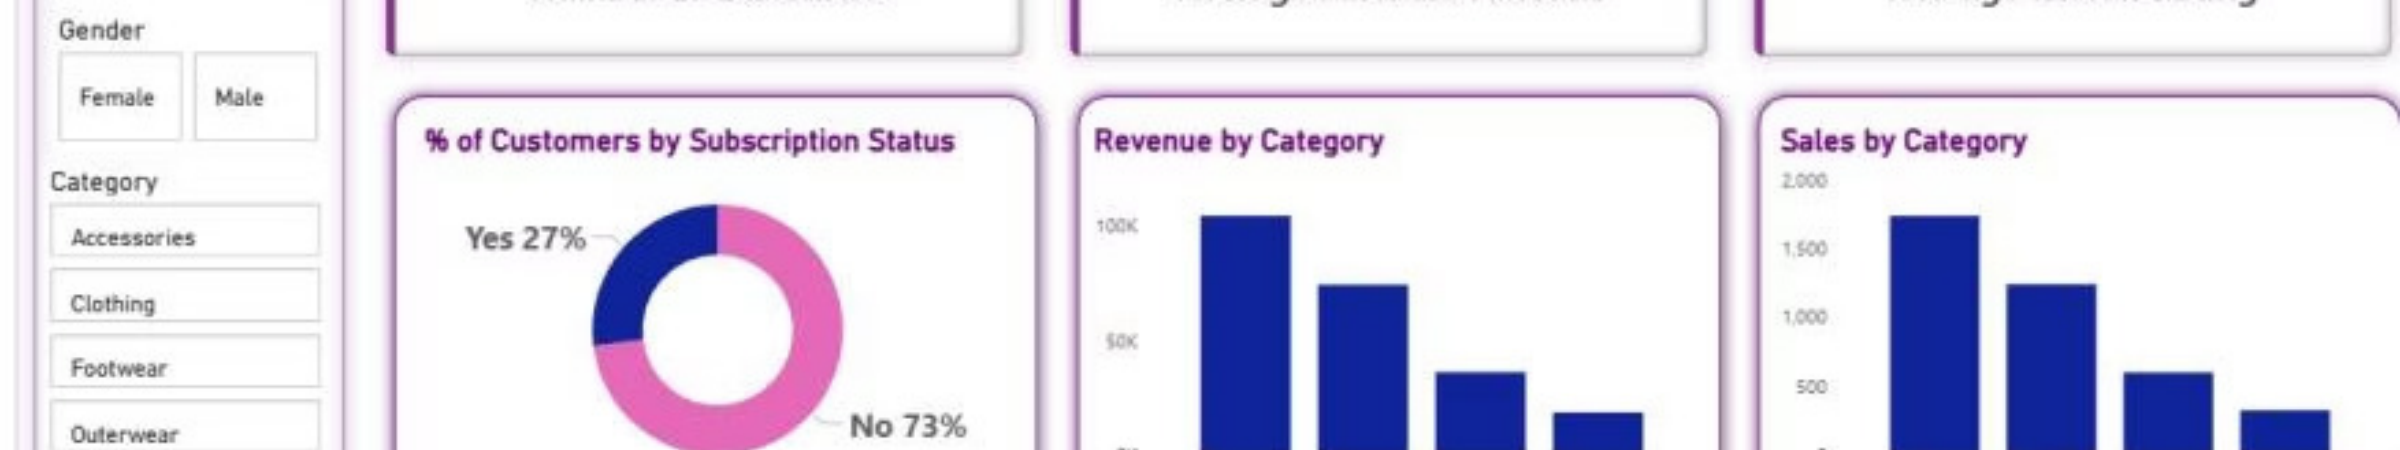 Gender
Female
Male
Category
Accessories
Clothing
Footwear
Outerwear
% of Customers by Subscription Status
Yes 27%
No 73%
Revenue by Category
100K
50K
Sales by Category
2,000
1,500
1,000
500